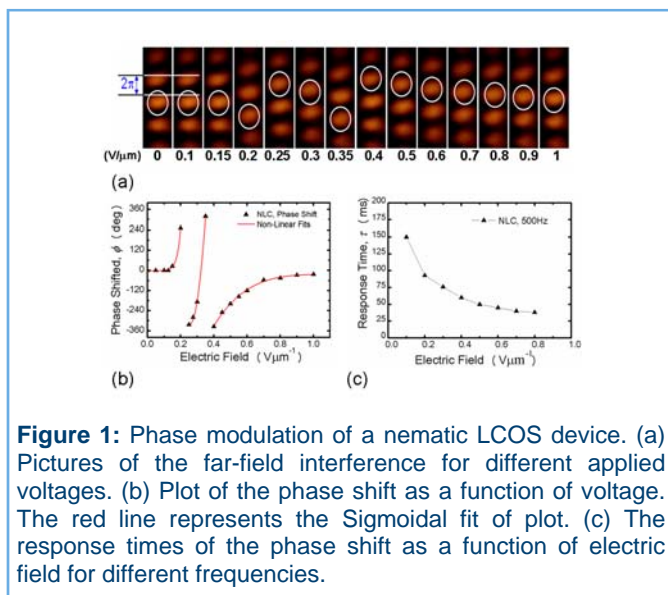 2π
(V/μm) 0 0.1 0.15 0.2 0.25 0.3 0.35 0.4 0.5 0.6 0.7 0.8 0.9 1
(a)
360
240
120
0
-120
-240
-360
Phase Shifted, ϕ (deg)
NLC, Phase Shift
Non-Linear Fits
0.0 0.2 0.4 0.6 0.8 1.0
Electric Field (Vμm⁻¹)
(b)
200
175
150
125
100
75
50
25
0
Response Time, τ (ms)
NLC, 500Hz
0.0 0.2 0.4 0.6 0.8 1.0
Electric Field (Vμm⁻¹)
(c)
Figure 1: Phase modulation of a nematic LCOS device. (a)
Pictures of the far-field interference for different applied
voltages. (b) Plot of the phase shift as a function of voltage.
The red line represents the Sigmoidal fit of plot. (c) The
response times of the phase shift as a function of electric
field for different frequencies.